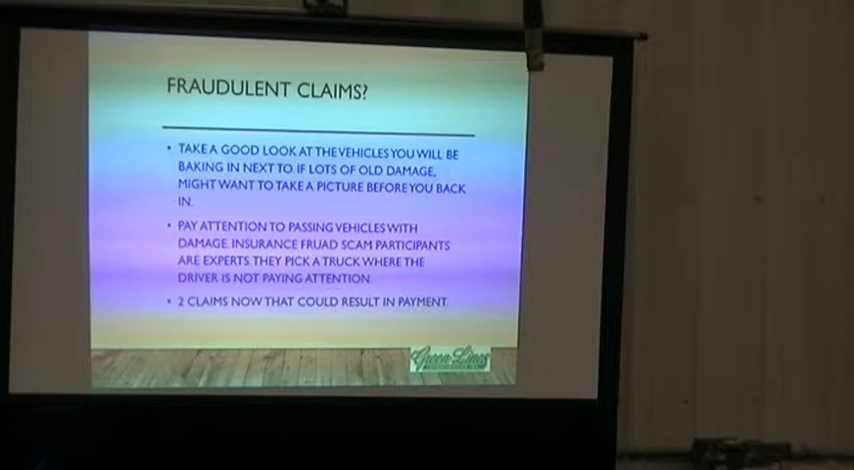 FRAUDULENT CLAIMS?
• TAKE A GOOD LOOK AT THE VEHICLES YOU WILL BE
BAKING IN NEXT TO. IF LOTS OF OLD DAMAGE,
MIGHT WANT TO TAKE A PICTURE BEFORE YOU BACK
IN.
• PAY ATTENTION TO PASSING VEHICLES WITH
DAMAGE. INSURANCE FRUAD SCAM PARTICIPANTS
ARE EXPERTS THEY PICK A TRUCK WHERE THE
DRIVER IS NOT PAYING ATTENTION.
• 2 CLAIMS NOW THAT COULD RESULT IN PAYMENT.
Green Lines